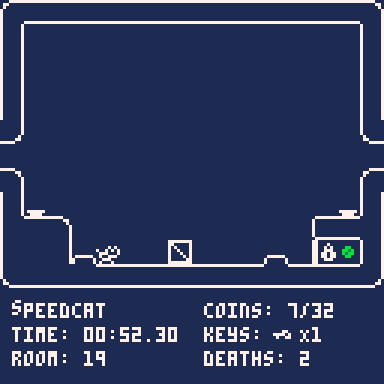 SPEEDCAT
TIME: 00:52.30
ROOM: 19
COINS: 7/32
KEYS: x1
DEATHS: 2